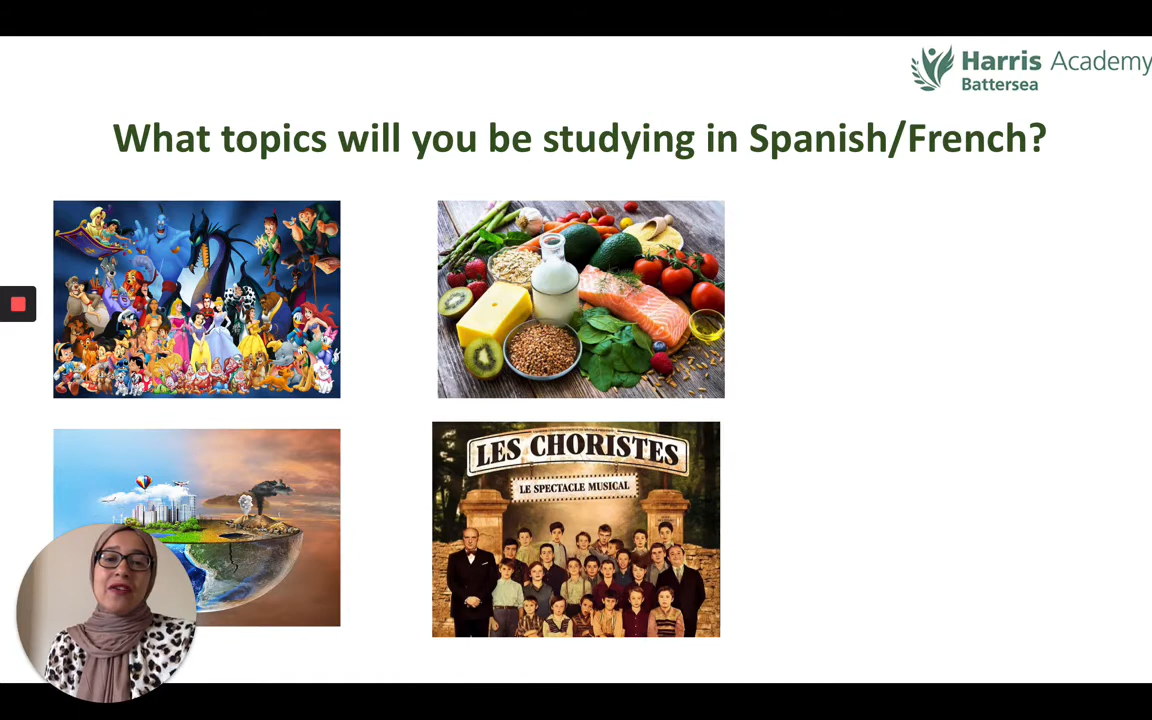 Harris Academy
Battersea
What topics will you be studying in Spanish/French?
LES CHORISTES
LE SPECTACLE MUSICAL